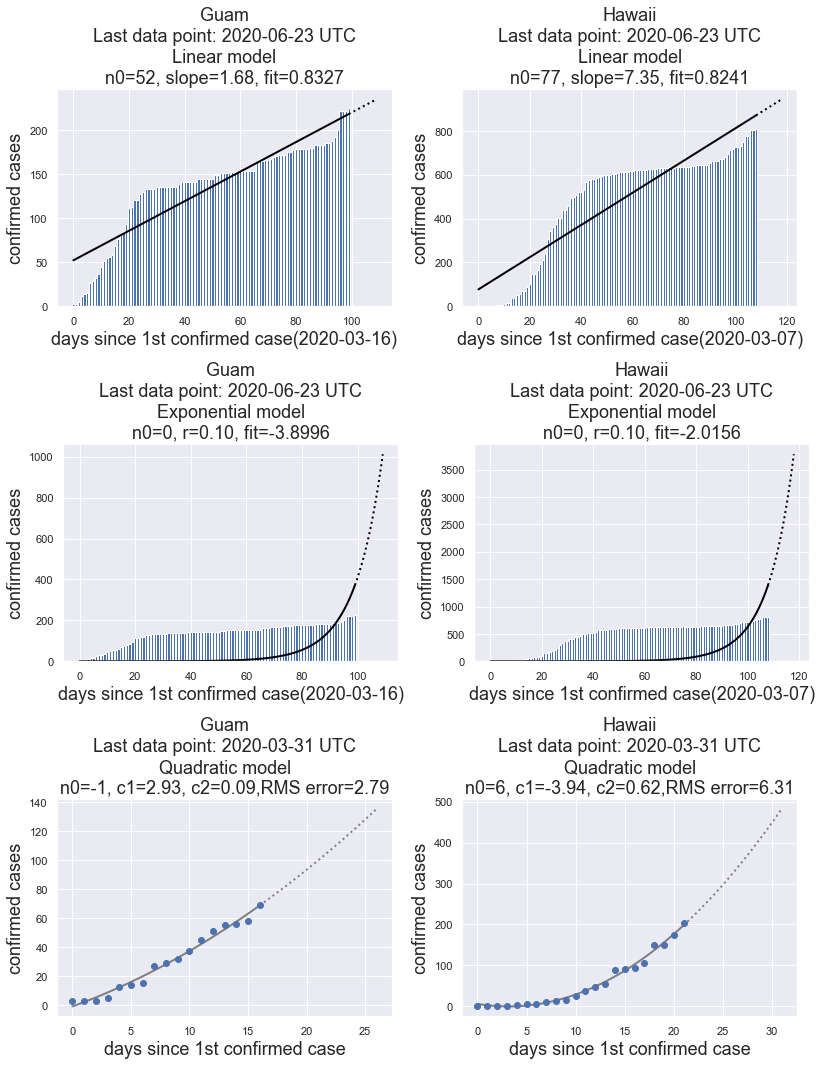 Guam
Last data point: 2020-06-23 UTC
Linear model
n0=52, slope=1.68, fit=0.8327
confirmed cases
200
150
100
50
0
0 20 40 60 80 100
days since 1st confirmed case(2020-03-16)
Hawaii
Last data point: 2020-06-23 UTC
Linear model
n0=77, slope=7.35, fit=0.8241
confirmed cases
800
600
400
200
0
0 20 40 60 80 100 120
days since 1st confirmed case(2020-03-07)
Guam
Last data point: 2020-06-23 UTC
Exponential model
n0=0, r=0.10, fit=-3.8996
confirmed cases
1000
800
600
400
200
0
0 20 40 60 80 100
days since 1st confirmed case(2020-03-16)
Hawaii
Last data point: 2020-06-23 UTC
Exponential model
n0=0, r=0.10, fit=-2.0156
confirmed cases
3500
3000
2500
2000
1500
1000
500
0
0 20 40 60 80 100 120
days since 1st confirmed case(2020-03-07)
Guam
Last data point: 2020-03-31 UTC
Quadratic model
n0=-1, c1=2.93, c2=0.09,RMS error=2.79
confirmed cases
140
120
100
80
60
40
20
0
0 5 10 15 20 25
days since 1st confirmed case
Hawaii
Last data point: 2020-03-31 UTC
Quadratic model
n0=6, c1=-3.94, c2=0.62,RMS error=6.31
confirmed cases
500
400
300
200
100
0
0 5 10 15 20 25 30
days since 1st confirmed case